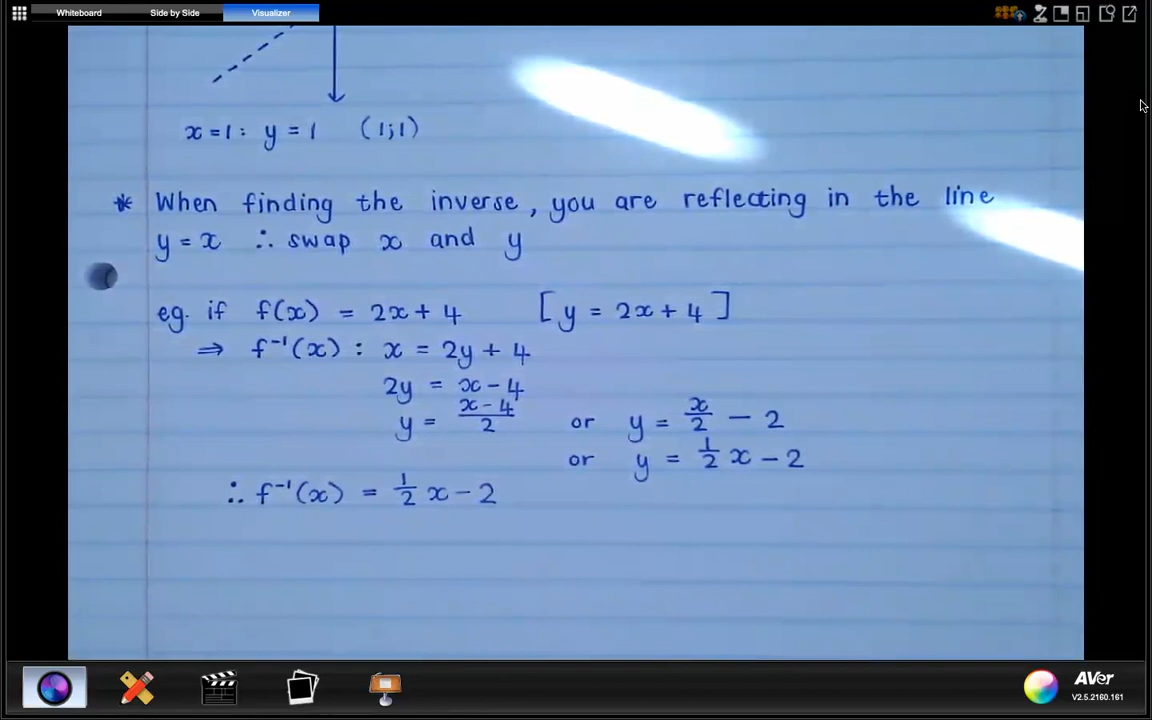 Whiteboard Side by Side Visualizer
x = 1 : y = 1 (1;1)
* When finding the inverse, you are reflecting in the line
y = x ∴ swap x and y
eg. if f(x) = 2x + 4 [y = 2x + 4]
⇒ f⁻¹(x) : x = 2y + 4
2y = x - 4
y = (x - 4)/2 or y = x/2 - 2
or y = 1/2 x - 2
∴ f⁻¹(x) = 1/2 x - 2
AVer
V2.5.2160.161